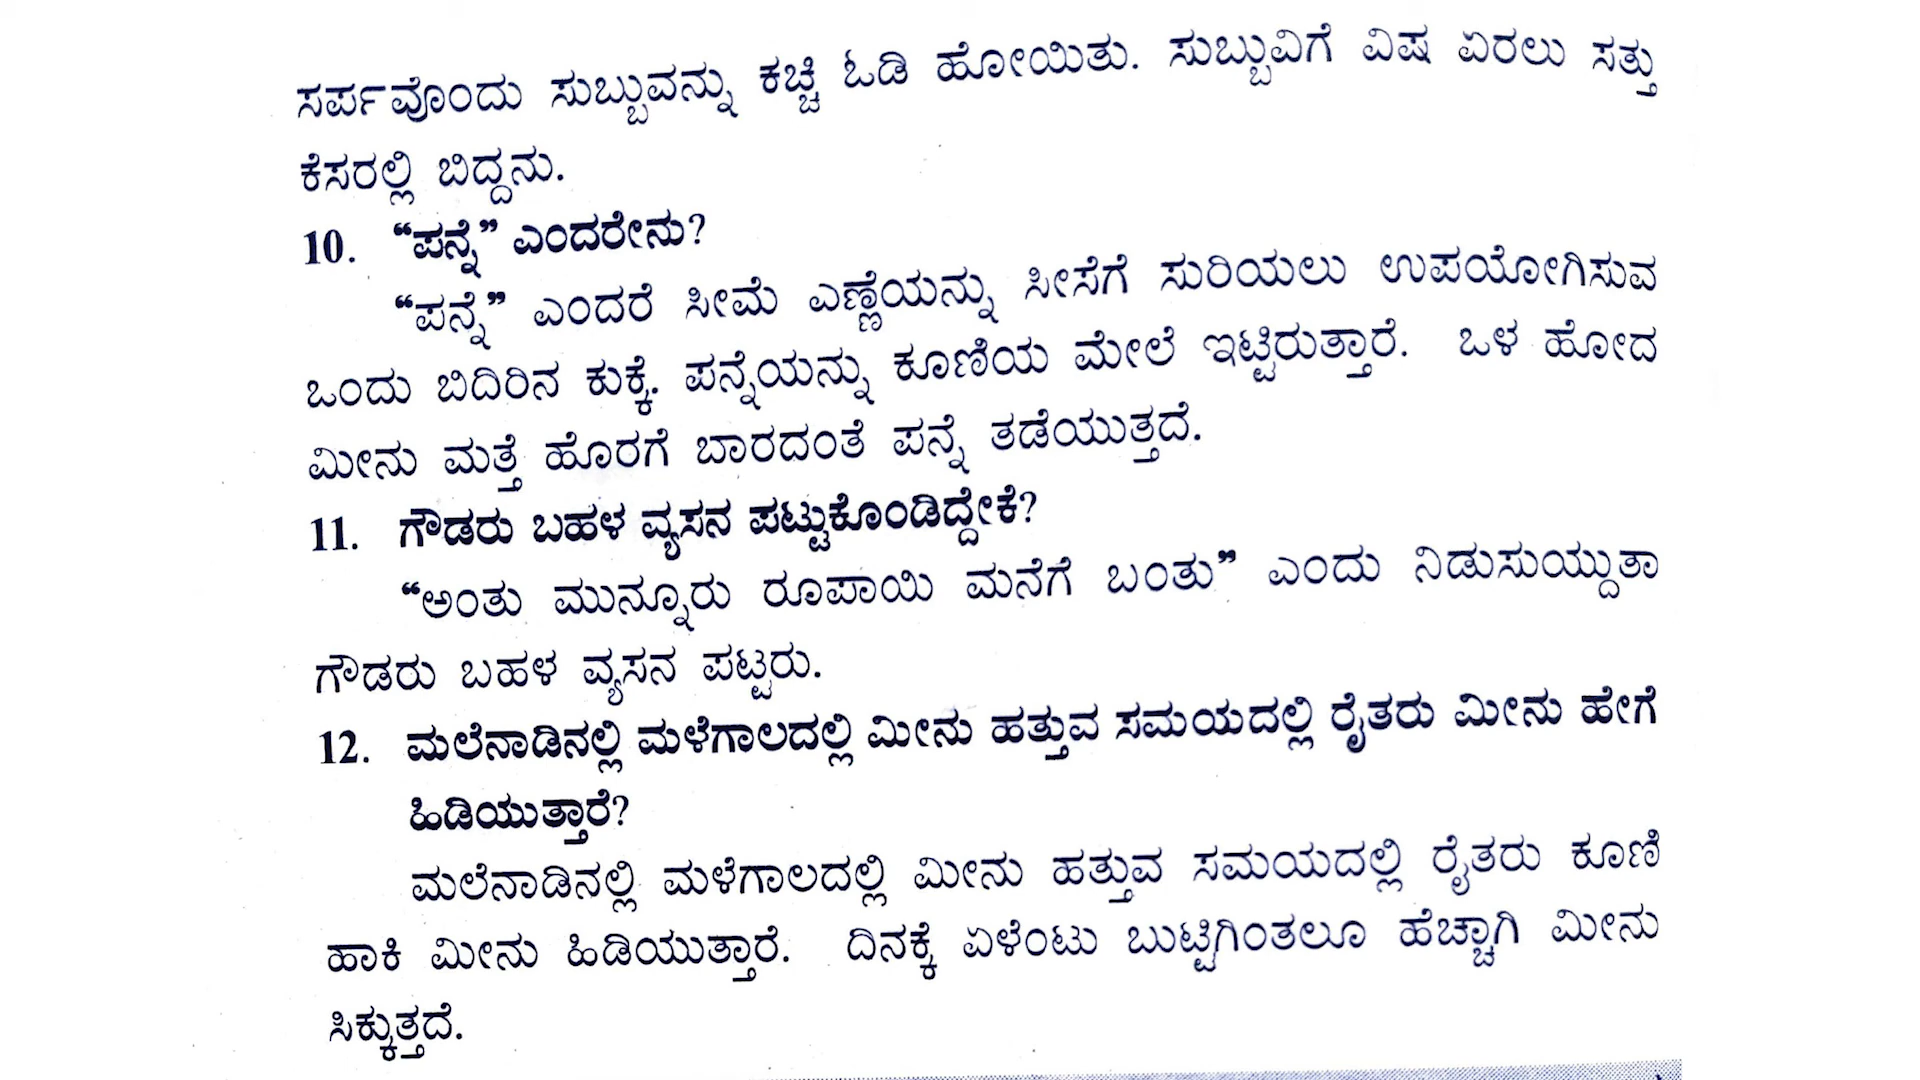 ಸರ್ಪವೊಂದು ಸುಬ್ಬುವನ್ನು ಕಚ್ಚಿ ಓಡಿ ಹೋಯಿತು. ಸುಬ್ಬುವಿಗೆ ವಿಷ ಏರಲು ಸತ್ತು
ಕೆಸರಲ್ಲಿ ಬಿದ್ದನು.
10. “ಪನ್ನೆ” ಎಂದರೇನು?
“ಪನ್ನೆ” ಎಂದರೆ ಸೀಮೆ ಎಣ್ಣೆಯನ್ನು ಸೀಸೆಗೆ ಸುರಿಯಲು ಉಪಯೋಗಿಸುವ
ಒಂದು ಬಿದಿರಿನ ಕುಕ್ಕೆ. ಪನ್ನೆಯನ್ನು ಕೂಣಿಯ ಮೇಲೆ ಇಟ್ಟಿರುತ್ತಾರೆ. ಒಳ ಹೋದ
ಮೀನು ಮತ್ತೆ ಹೊರಗೆ ಬಾರದಂತೆ ಪನ್ನೆ ತಡೆಯುತ್ತದೆ.
11. ಗೌಡರು ಬಹಳ ವ್ಯಸನ ಪಟ್ಟುಕೊಂಡಿದ್ದೇಕೆ?
“ಅಂತು ಮುನ್ನೂರು ರೂಪಾಯಿ ಮನೆಗೆ ಬಂತು” ಎಂದು ನಿಡುಸುಯ್ದುತಾ
ಗೌಡರು ಬಹಳ ವ್ಯಸನ ಪಟ್ಟರು.
12. ಮಲೆನಾಡಿನಲ್ಲಿ ಮಳೆಗಾಲದಲ್ಲಿ ಮೀನು ಹತ್ತುವ ಸಮಯದಲ್ಲಿ ರೈತರು ಮೀನು ಹೇಗೆ
ಹಿಡಿಯುತ್ತಾರೆ?
ಮಲೆನಾಡಿನಲ್ಲಿ ಮಳೆಗಾಲದಲ್ಲಿ ಮೀನು ಹತ್ತುವ ಸಮಯದಲ್ಲಿ ರೈತರು ಕೂಣಿ
ಹಾಕಿ ಮೀನು ಹಿಡಿಯುತ್ತಾರೆ. ದಿನಕ್ಕೆ ಏಳೆಂಟು ಬುಟ್ಟಿಗಿಂತಲೂ ಹೆಚ್ಚಾಗಿ ಮೀನು
ಸಿಕ್ಕುತ್ತದೆ.